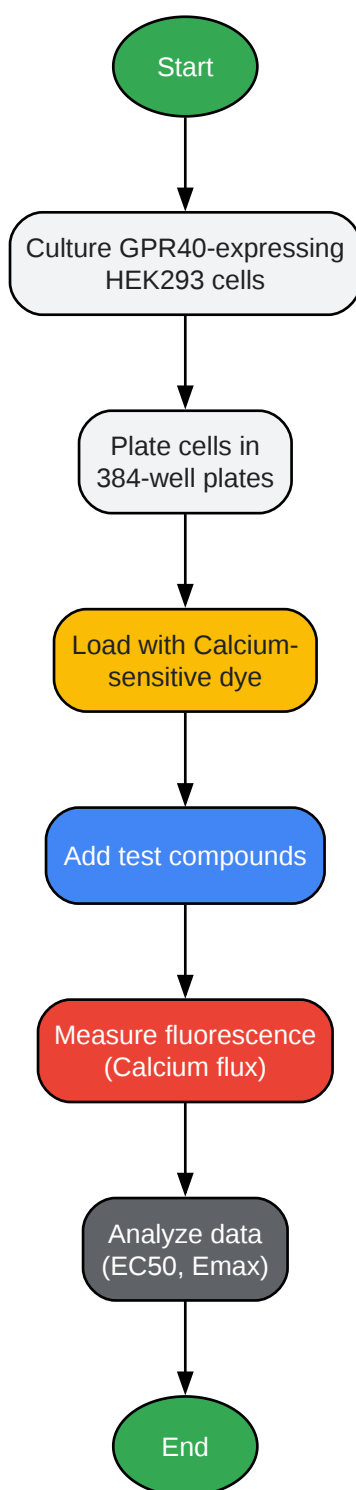 Start
Culture GPR40-expressing
HEK293 cells
Plate cells in
384-well plates
Load with Calcium-
sensitive dye
Add test compounds
Measure fluorescence
(Calcium flux)
Analyze data
(EC50, Emax)
End